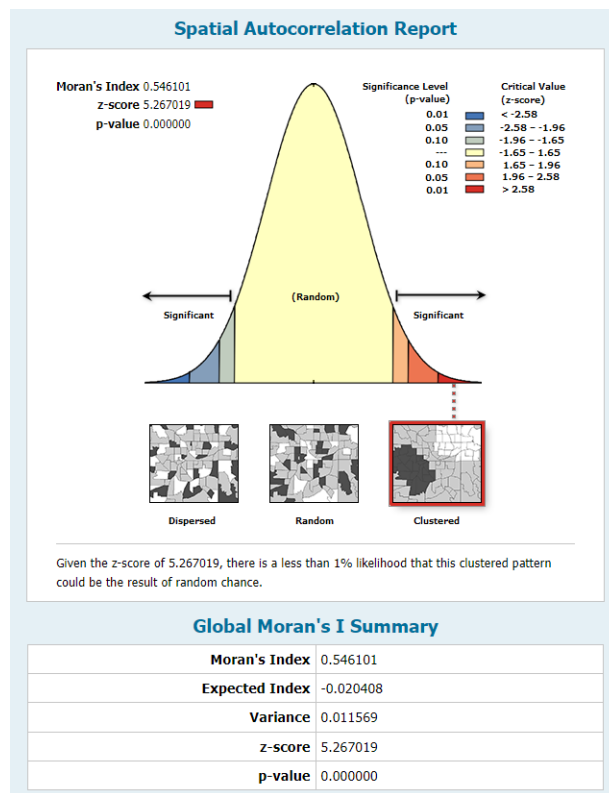 Spatial Autocorrelation Report
Moran's Index 0.546101
z-score 5.267019
p-value 0.000000
Significance Level (p-value)
Critical Value (z-score)
0.01 < -2.58
0.05 -2.58 – -1.96
0.10 -1.96 – -1.65
--- -1.65 – 1.65
0.10 1.65 – 1.96
0.05 1.96 – 2.58
0.01 > 2.58
(Random)
Significant
Significant
Dispersed
Random
Clustered
Given the z-score of 5.267019, there is a less than 1% likelihood that this clustered pattern
could be the result of random chance.
Global Moran's I Summary
Moran's Index 0.546101
Expected Index -0.020408
Variance 0.011569
z-score 5.267019
p-value 0.000000